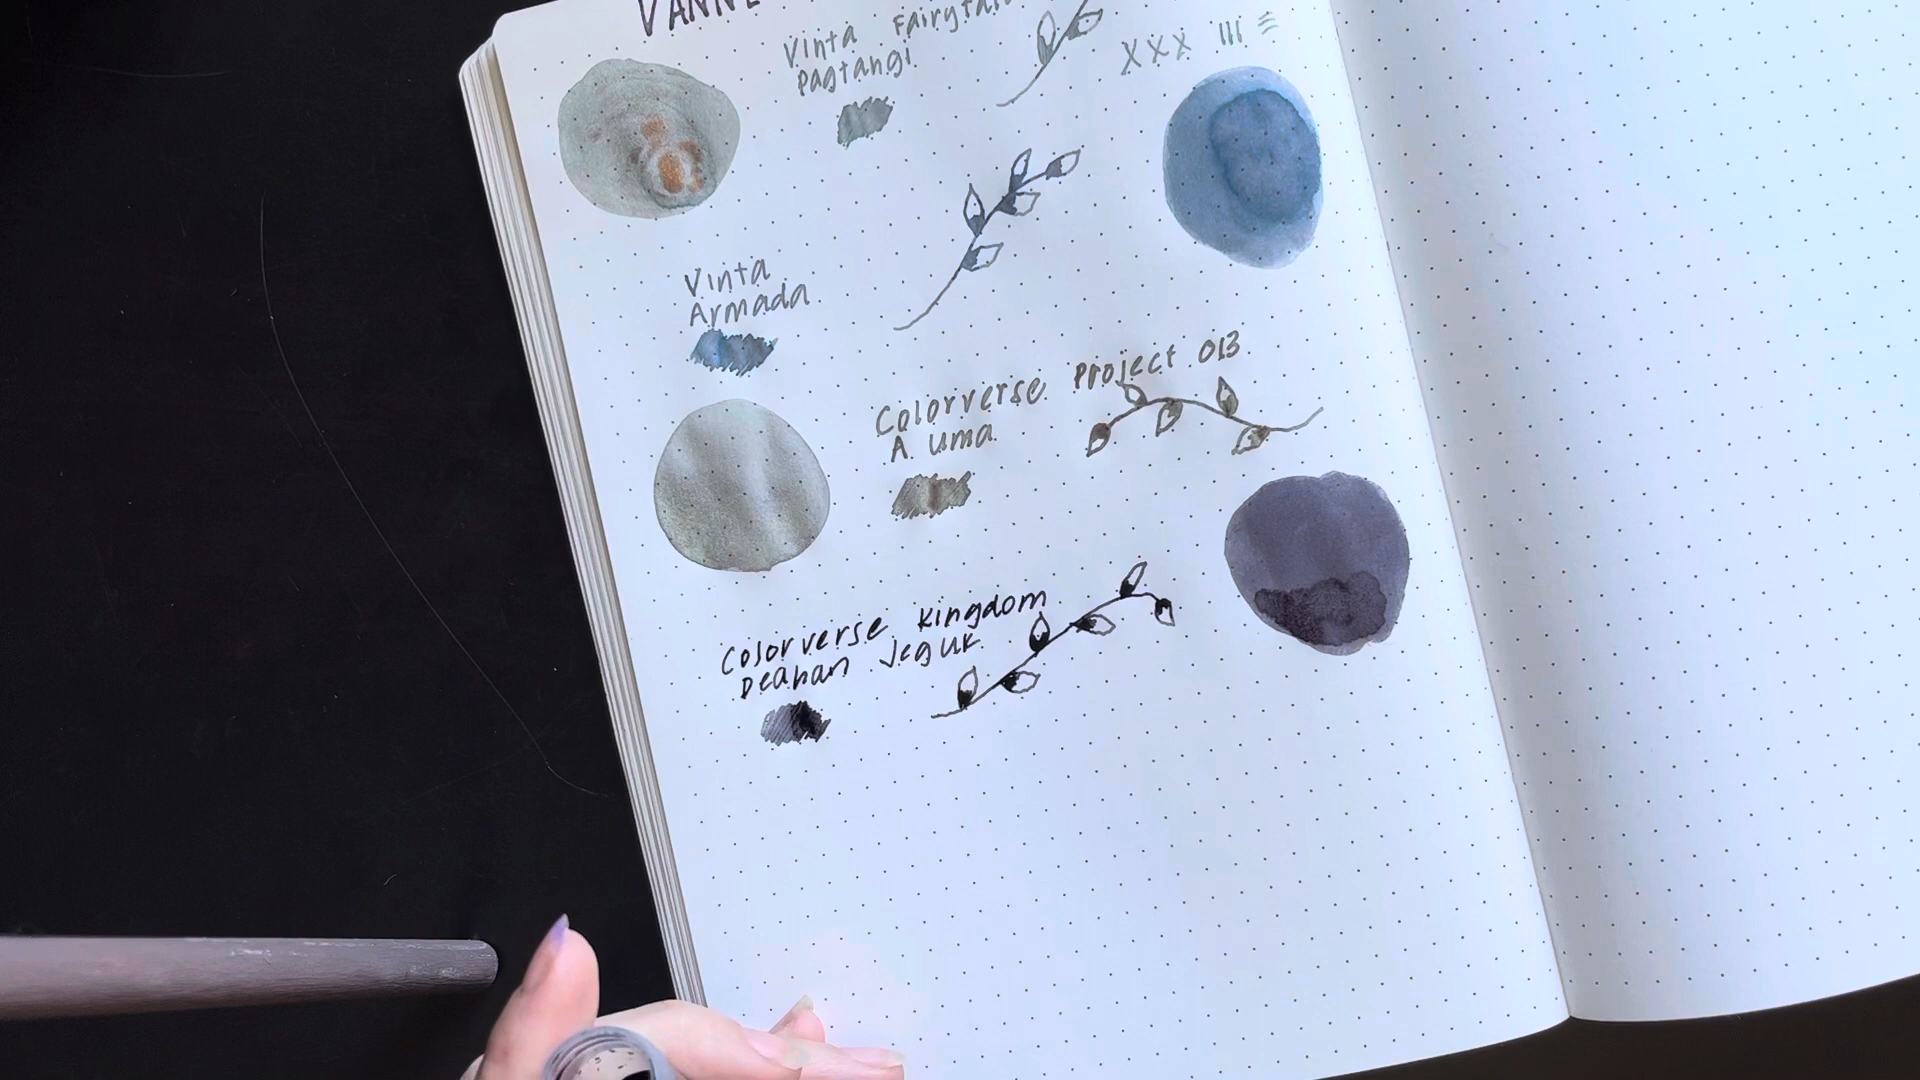 Vinta Fairytale
pagtangi
XXX III ≡
Vinta
Armada
Colorverse Project 013
A uma
Colorverse Kingdom
Deahan Jeguk